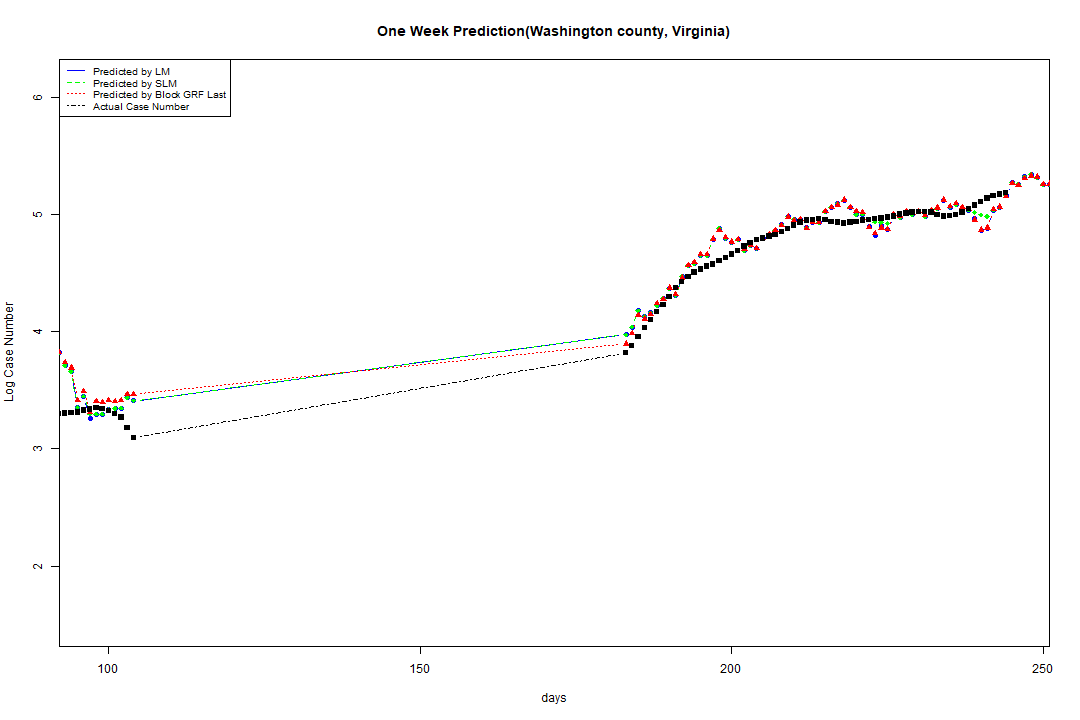 One Week Prediction(Washington county, Virginia)
Predicted by LM
Predicted by SLM
Predicted by Block GRF Last
Actual Case Number
6
5
4
3
2
Log Case Number
100
150
200
250
days